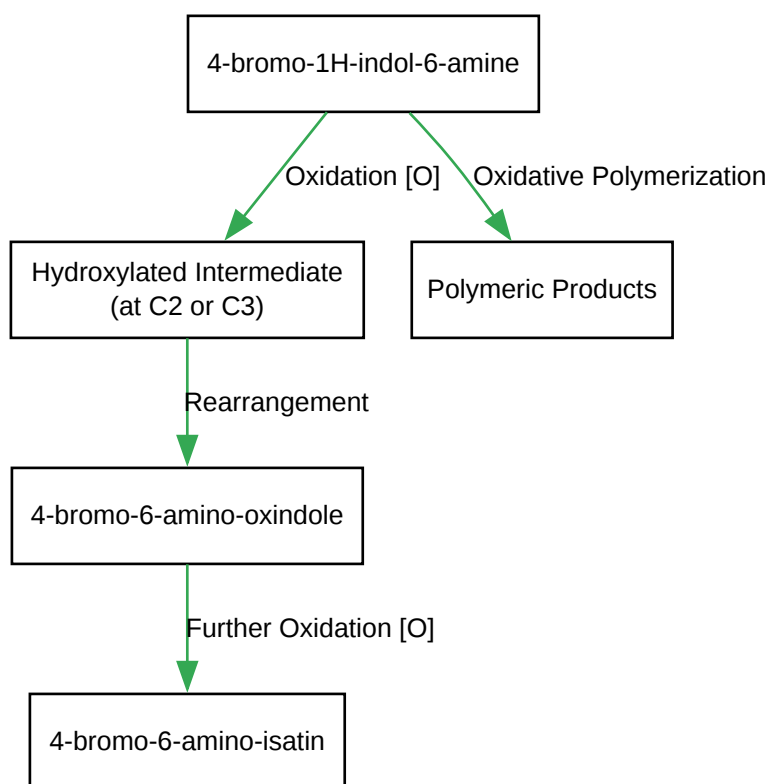 4-bromo-1H-indol-6-amine
Oxidation [O]
Oxidative Polymerization
Hydroxylated Intermediate
(at C2 or C3)
Polymeric Products
Rearrangement
4-bromo-6-amino-oxindole
Further Oxidation [O]
4-bromo-6-amino-isatin